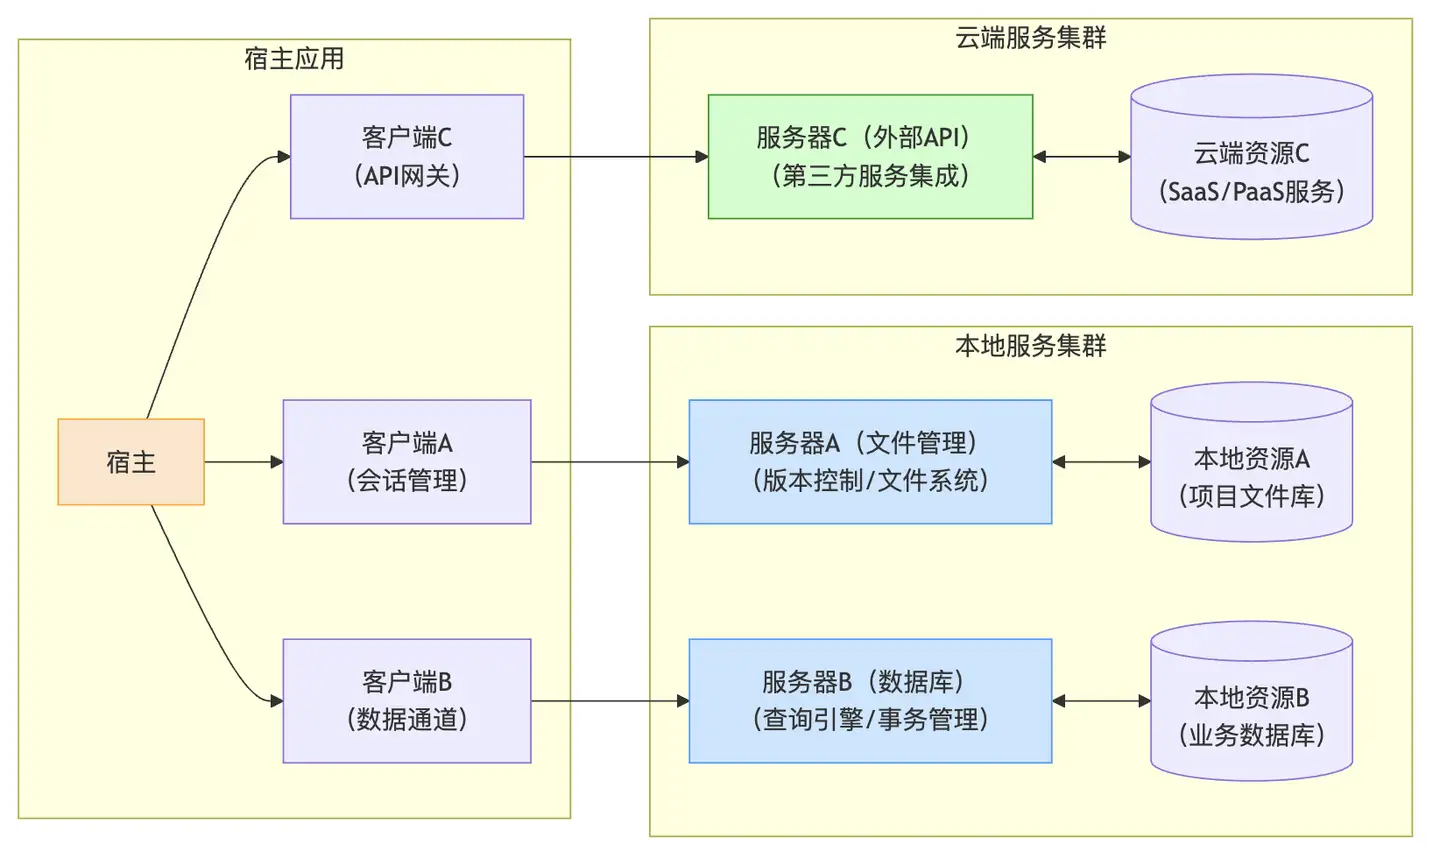 宿主应用
客户端C
（API网关）
宿主
客户端A
（会话管理）
客户端B
（数据通道）
云端服务集群
服务器C（外部API）
（第三方服务集成）
云端资源C
（SaaS/PaaS服务）
本地服务集群
服务器A（文件管理）
（版本控制/文件系统）
本地资源A
（项目文件库）
服务器B（数据库）
（查询引擎/事务管理）
本地资源B
（业务数据库）